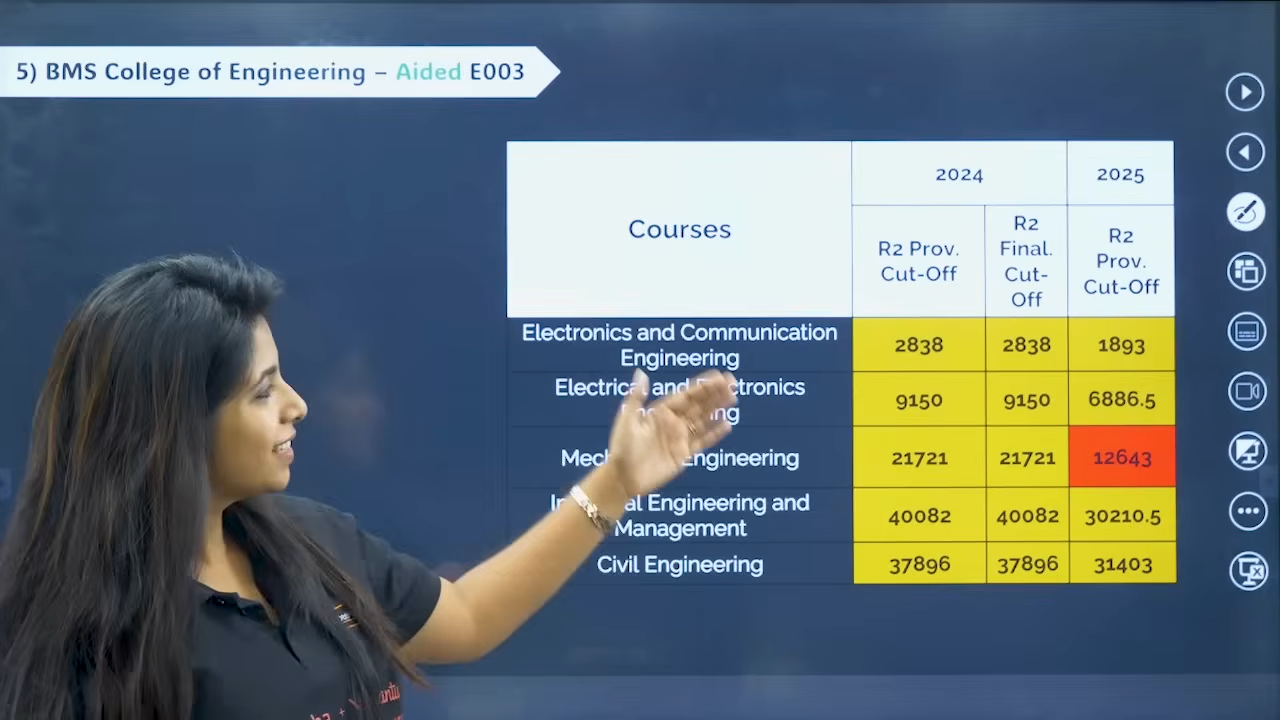 5) BMS College of Engineering – Aided E003
2024
2025
Courses
R2 Prov.
Cut-Off
R2
Final.
Cut-
Off
R2
Prov.
Cut-Off
Electronics and Communication
Engineering
2838
2838
1893
Electrical and
9150
9150
6886.5
Engineering
21721
21721
12643
Engineering and
Management
40082
40082
30210.5
Civil Engineering
37896
37896
31403